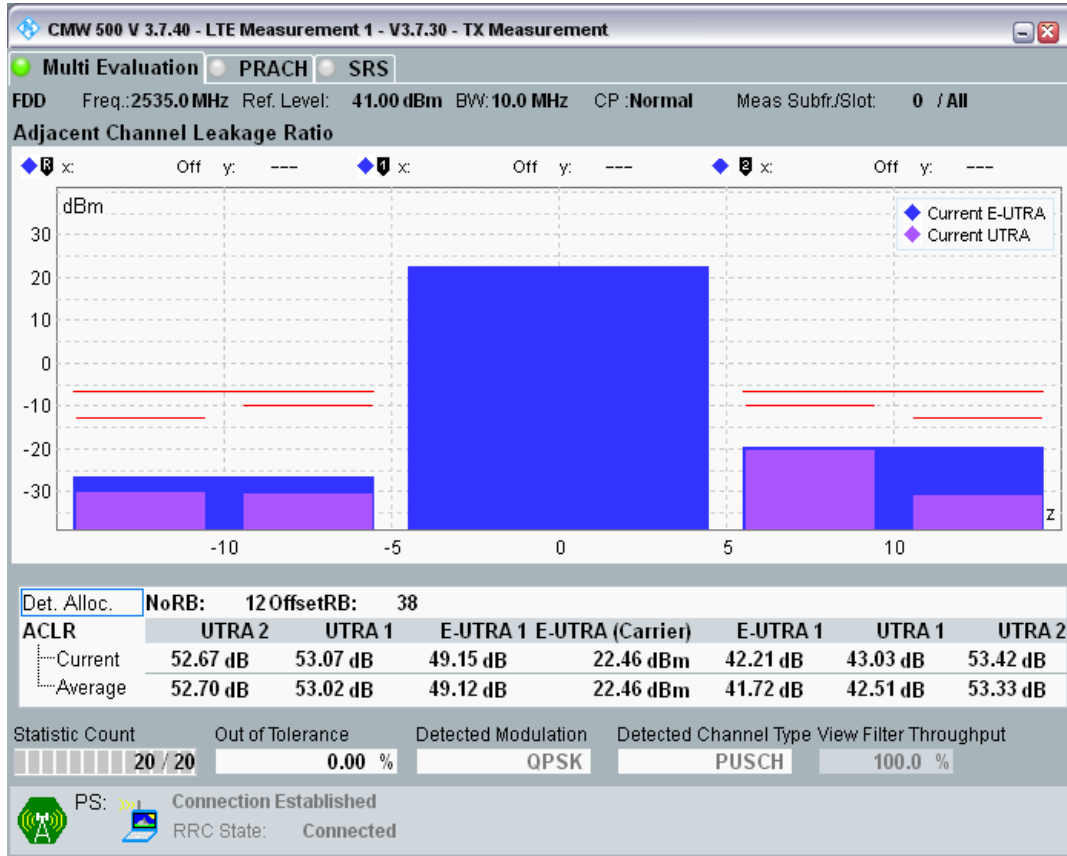 CMW 500 V 3.7.40 - LTE Measurement 1 - V3.7.30 - TX Measurement
Multi Evaluation PRACH SRS
FDD Freq.:2535.0 MHz Ref. Level: 41.00 dBm BW:10.0 MHz CP :Normal Meas Subfr./Slot: 0 / All
Adjacent Channel Leakage Ratio
R x: Off y: --- 1 x: Off y: --- 2 x: Off y: ---
dBm
Current E-UTRA
Current UTRA
30
20
10
0
-10
-20
-30
z
-10 -5 0 5 10
Det. Alloc. NoRB: 12 OffsetRB: 38
ACLR UTRA 2 UTRA 1 E-UTRA 1 E-UTRA (Carrier) E-UTRA 1 UTRA 1 UTRA 2
Current 52.67 dB 53.07 dB 49.15 dB 22.46 dBm 42.21 dB 43.03 dB 53.42 dB
Average 52.70 dB 53.02 dB 49.12 dB 22.46 dBm 41.72 dB 42.51 dB 53.33 dB
Statistic Count Out of Tolerance Detected Modulation Detected Channel Type View Filter Throughput
20 / 20 0.00 % QPSK PUSCH 100.0 %
PS: Connection Established
RRC State: Connected